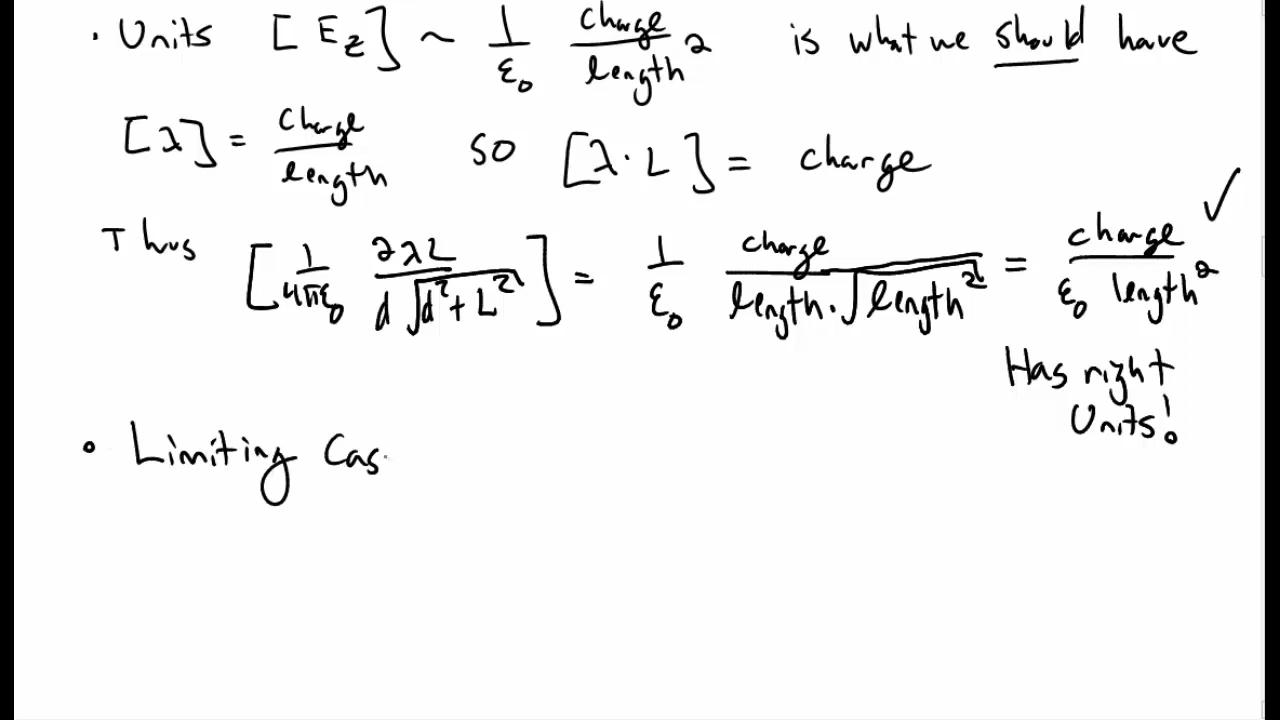 · Units [E_z] ~ 1/ε₀ charge/length² is what we should have
[λ] = charge/length so [λ · L] = charge
Thus [1/4πε₀ 2λL/d√d²+L²] = 1/ε₀ charge/length·√length² = charge/ε₀ length² ✓
Has right
Units!
• Limiting Cas